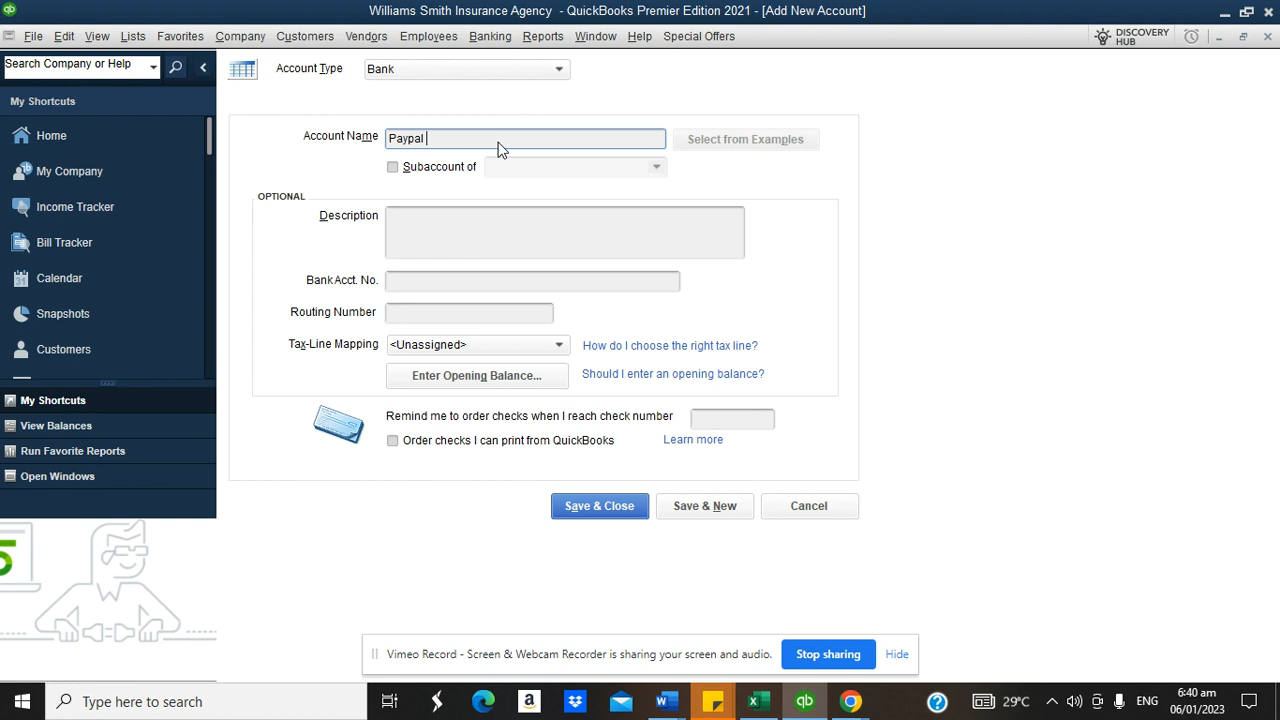 Williams Smith Insurance Agency - QuickBooks Premier Edition 2021 - [Add New Account]
File Edit View Lists Favorites Company Customers Vendors Employees Banking Reports Window Help Special Offers DISCOVERY HUB
Search Company or Help
My Shortcuts
Home
My Company
Income Tracker
Bill Tracker
Calendar
Snapshots
Customers
My Shortcuts
View Balances
Run Favorite Reports
Open Windows
Account Type Bank
Account Name Paypal Select from Examples
Subaccount of
OPTIONAL
Description
Bank Acct. No.
Routing Number
Tax-Line Mapping <Unassigned> How do I choose the right tax line?
Enter Opening Balance... Should I enter an opening balance?
Remind me to order checks when I reach check number
Order checks I can print from QuickBooks Learn more
Save & Close Save & New Cancel
Vimeo Record - Screen & Webcam Recorder is sharing your screen and audio. Stop sharing Hide
Type here to search
29°C ENG
6:40 am
06/01/2023